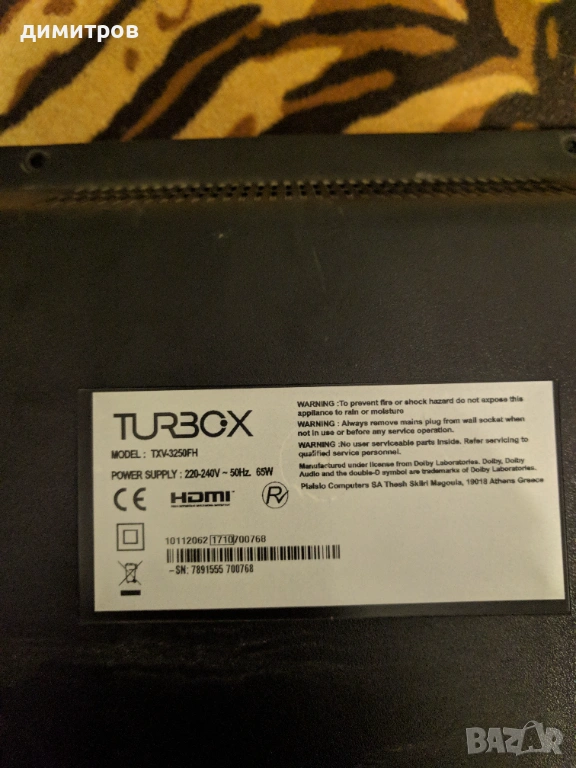 димитров
TURBOX
MODEL : TXV-3250FH
POWER SUPPLY : 220-240V ~ 50Hz. 65W
CE HDMI
10112062 1710 700768
-SN: 7891555 700768
WARNING :To prevent fire or shock hazard do not expose this
appliance to rain or moisture
WARNING : Always remove mains plug from wall socket when
not in use or before any service operation.
WARNING :No user serviceable parts inside. Refer servicing to
qualified service personnel.
Manufactured under license from Dolby Laboratories. Dolby, Dolby
Audio and the double-D symbol are trademarks of Dolby Laboratories.
Plaisio Computers SA Thesh Skliri Magoula, 19018 Athens Greece
BAZAR